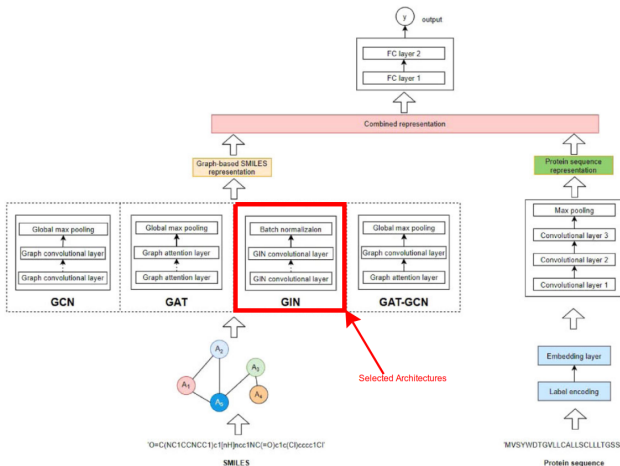 y
output
FC layer 2
FC layer 1
Combined representation
Graph-based SMILES
representation
Protein sequence
representation
Global max pooling
Graph convolutional layer
Graph convolutional layer
GCN
Global max pooling
Graph attention layer
Graph attention layer
GAT
Batch normalizaion
GIN convolutional layer
GIN convolutional layer
GIN
Global max pooling
Graph convolutional layer
Graph attention layer
GAT-GCN
Max pooling
Convolutional layer 3
Convolutional layer 2
Convolutional layer 1
A2
A1
A3
A4
Selected Architectures
Embedding layer
Label encoding
'O=C(NC1CCNCC1)c1[nH]ncc1NC(=O)c1c(Cl)cccc1Cl'
SMILES
'MVSYWDTGVLLCALLSCLLLTGSS
Protein sequence